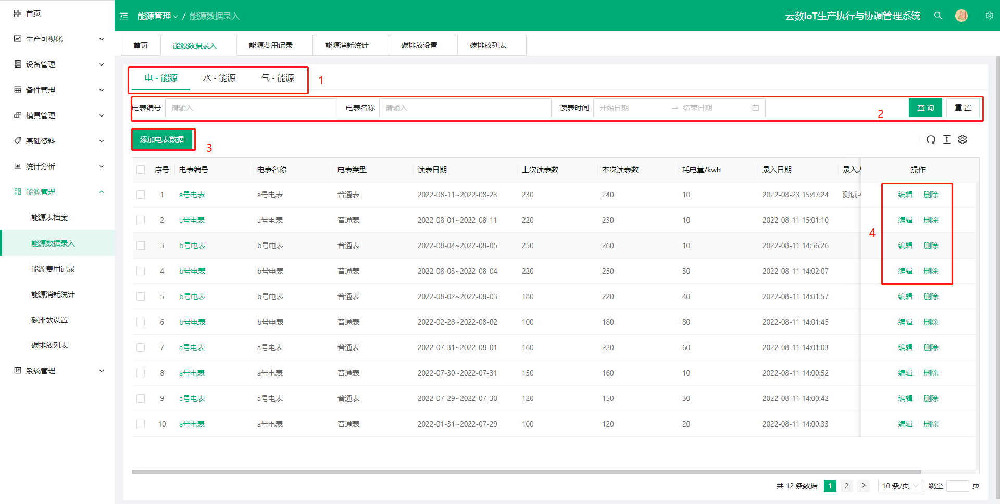 首页
生产可视化
设备管理
备件管理
模具管理
基础资料
统计分析
能源管理
能源表档案
能源数据录入
能源费用记录
能源消耗统计
碳排放设置
碳排放列表
系统管理
能源管理 / 能源数据录入
云数IoT生产执行与协调管理系统
首页 能源数据录入 能源费用记录 能源消耗统计 碳排放设置 碳排放列表
电 - 能源 水 - 能源 气 - 能源 1
电表编号 请输入 电表名称 请输入 读表时间 开始日期 → 结束日期 2 查 询 重 置
添加电表数据 3
序号 电表编号 电表名称 电表类型 读表日期 上次读表数 本次读表数 耗电量/kwh 录入日期 录入人 操作
1 a号电表 a号电表 普通表 2022-08-11~2022-08-23 230 240 10 2022-08-23 15:47:24 测试- 编辑 删除
2 a号电表 a号电表 普通表 2022-08-01~2022-08-11 220 230 10 2022-08-11 15:01:10 编辑 删除
4
3 b号电表 b号电表 普通表 2022-08-04~2022-08-05 250 260 10 2022-08-11 14:56:26 编辑 删除
4 b号电表 b号电表 普通表 2022-08-03~2022-08-04 220 250 30 2022-08-11 14:02:07 编辑 删除
5 b号电表 b号电表 普通表 2022-08-02~2022-08-03 180 220 40 2022-08-11 14:01:57 编辑 删除
6 b号电表 b号电表 普通表 2022-02-28~2022-08-02 100 180 80 2022-08-11 14:01:45 编辑 删除
7 a号电表 a号电表 普通表 2022-07-31~2022-08-01 160 220 60 2022-08-11 14:01:03 编辑 删除
8 a号电表 a号电表 普通表 2022-07-30~2022-07-31 150 160 10 2022-08-11 14:00:52 编辑 删除
9 a号电表 a号电表 普通表 2022-07-29~2022-07-30 120 150 30 2022-08-11 14:00:42 编辑 删除
10 a号电表 a号电表 普通表 2022-01-31~2022-07-29 100 120 20 2022-08-11 14:00:33 编辑 删除
共 12 条数据 1 2 > 10 条/页 跳至 页